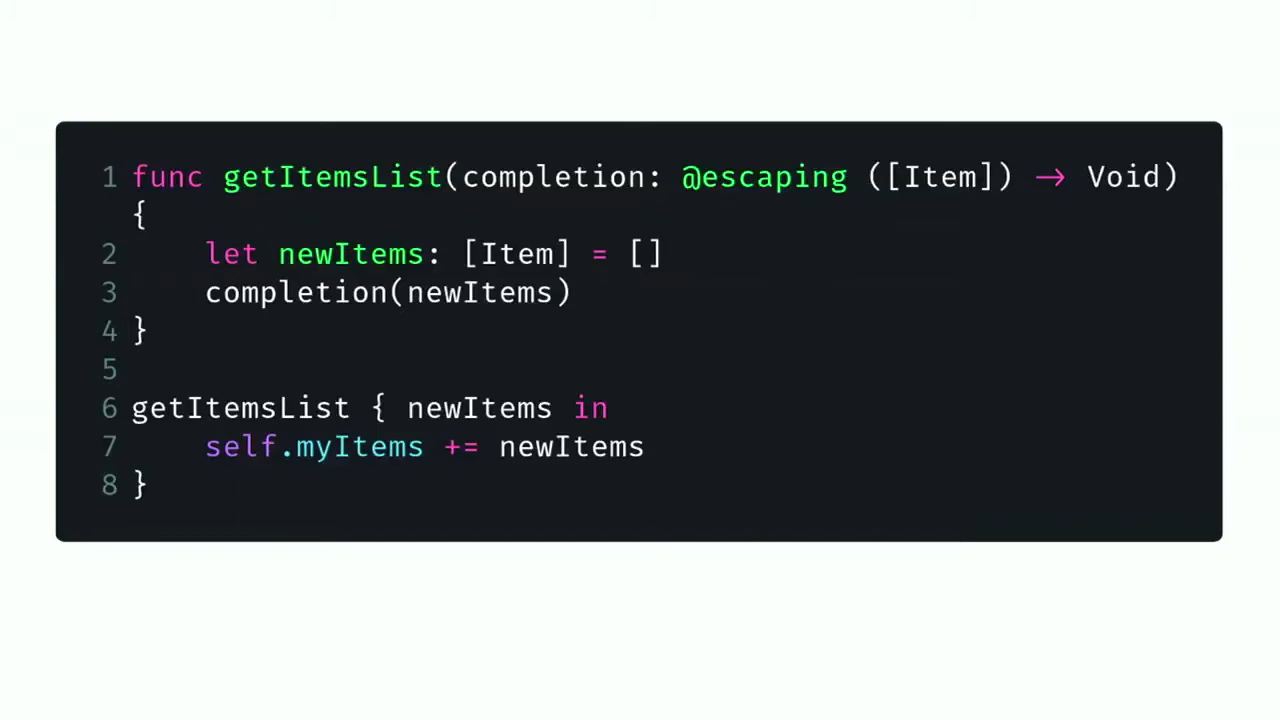 1 func getItemsList(completion: @escaping ([Item]) -> Void)
{
2     let newItems: [Item] = []
3     completion(newItems)
4 }
5
6 getItemsList { newItems in
7     self.myItems += newItems
8 }